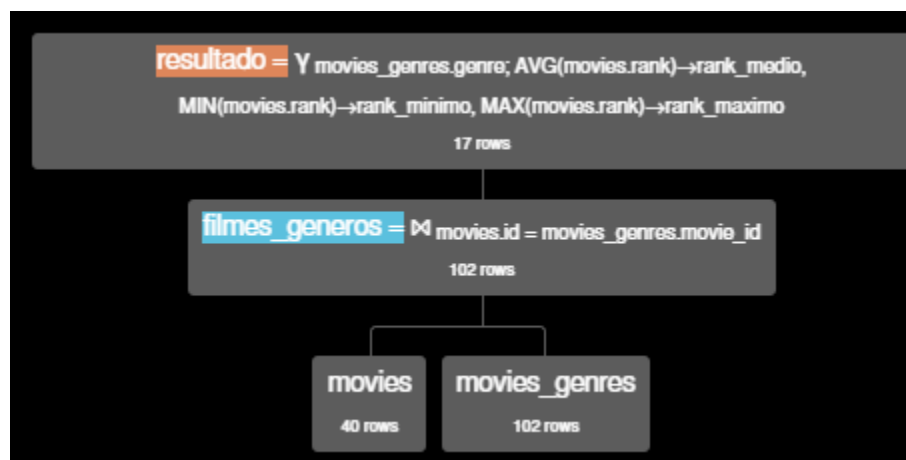 resultado = γ movies_genres.genre; AVG(movies.rank)→rank_medio,
MIN(movies.rank)→rank_minimo, MAX(movies.rank)→rank_maximo
17 rows
filmes_generos = ⋈ movies.id = movies_genres.movie_id
102 rows
movies
40 rows
movies_genres
102 rows